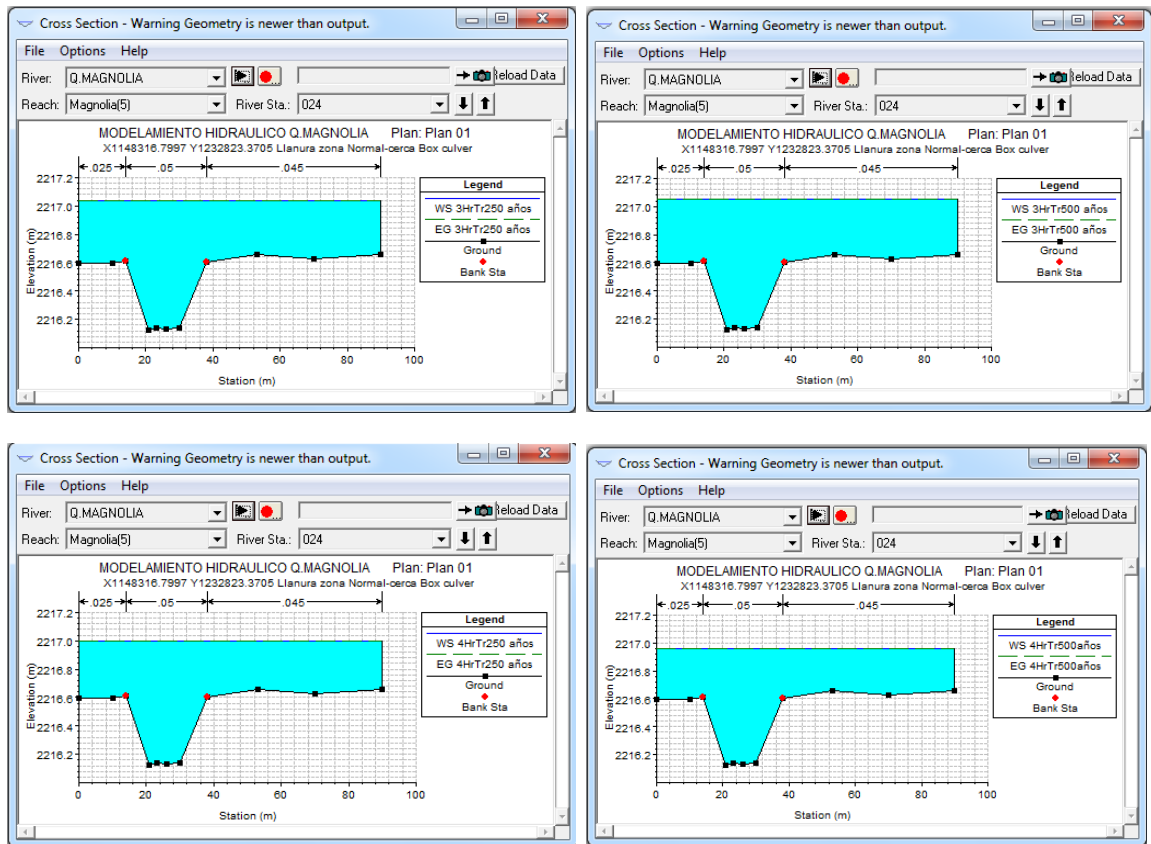 Cross Section - Warning Geometry is newer than output.
File Options Help
River: Q.MAGNOLIA Reload Data
Reach: Magnolia(5) River Sta.: 024
MODELAMIENTO HIDRAULICO Q.MAGNOLIA Plan: Plan 01
X1148316.7997 Y1232823.3705 Llanura zona Normal-cerca Box culver
.025 .05 .045
2217.2
2217.0
2216.8
2216.6
2216.4
2216.2
Elevation (m)
0 20 40 60 80 100
Station (m)
Legend
WS 3HrTr250 años
EG 3HrTr250 años
Ground
Bank Sta
Cross Section - Warning Geometry is newer than output.
File Options Help
River: Q.MAGNOLIA Reload Data
Reach: Magnolia(5) River Sta.: 024
MODELAMIENTO HIDRAULICO Q.MAGNOLIA Plan: Plan 01
X1148316.7997 Y1232823.3705 Llanura zona Normal-cerca Box culver
.025 .05 .045
2217.2
2217.0
2216.8
2216.6
2216.4
2216.2
Elevation (m)
0 20 40 60 80 100
Station (m)
Legend
WS 3HrTr500 años
EG 3HrTr500 años
Ground
Bank Sta
Cross Section - Warning Geometry is newer than output.
File Options Help
River: Q.MAGNOLIA Reload Data
Reach: Magnolia(5) River Sta.: 024
MODELAMIENTO HIDRAULICO Q.MAGNOLIA Plan: Plan 01
X1148316.7997 Y1232823.3705 Llanura zona Normal-cerca Box culver
.025 .05 .045
2217.2
2217.0
2216.8
2216.6
2216.4
2216.2
Elevation (m)
0 20 40 60 80 100
Station (m)
Legend
WS 4HrTr250 años
EG 4HrTr250 años
Ground
Bank Sta
Cross Section - Warning Geometry is newer than output.
File Options Help
River: Q.MAGNOLIA Reload Data
Reach: Magnolia(5) River Sta.: 024
MODELAMIENTO HIDRAULICO Q.MAGNOLIA Plan: Plan 01
X1148316.7997 Y1232823.3705 Llanura zona Normal-cerca Box culver
.025 .05 .045
2217.2
2217.0
2216.8
2216.6
2216.4
2216.2
Elevation (m)
0 20 40 60 80 100
Station (m)
Legend
WS 4HrTr500años
EG 4HrTr500años
Ground
Bank Sta